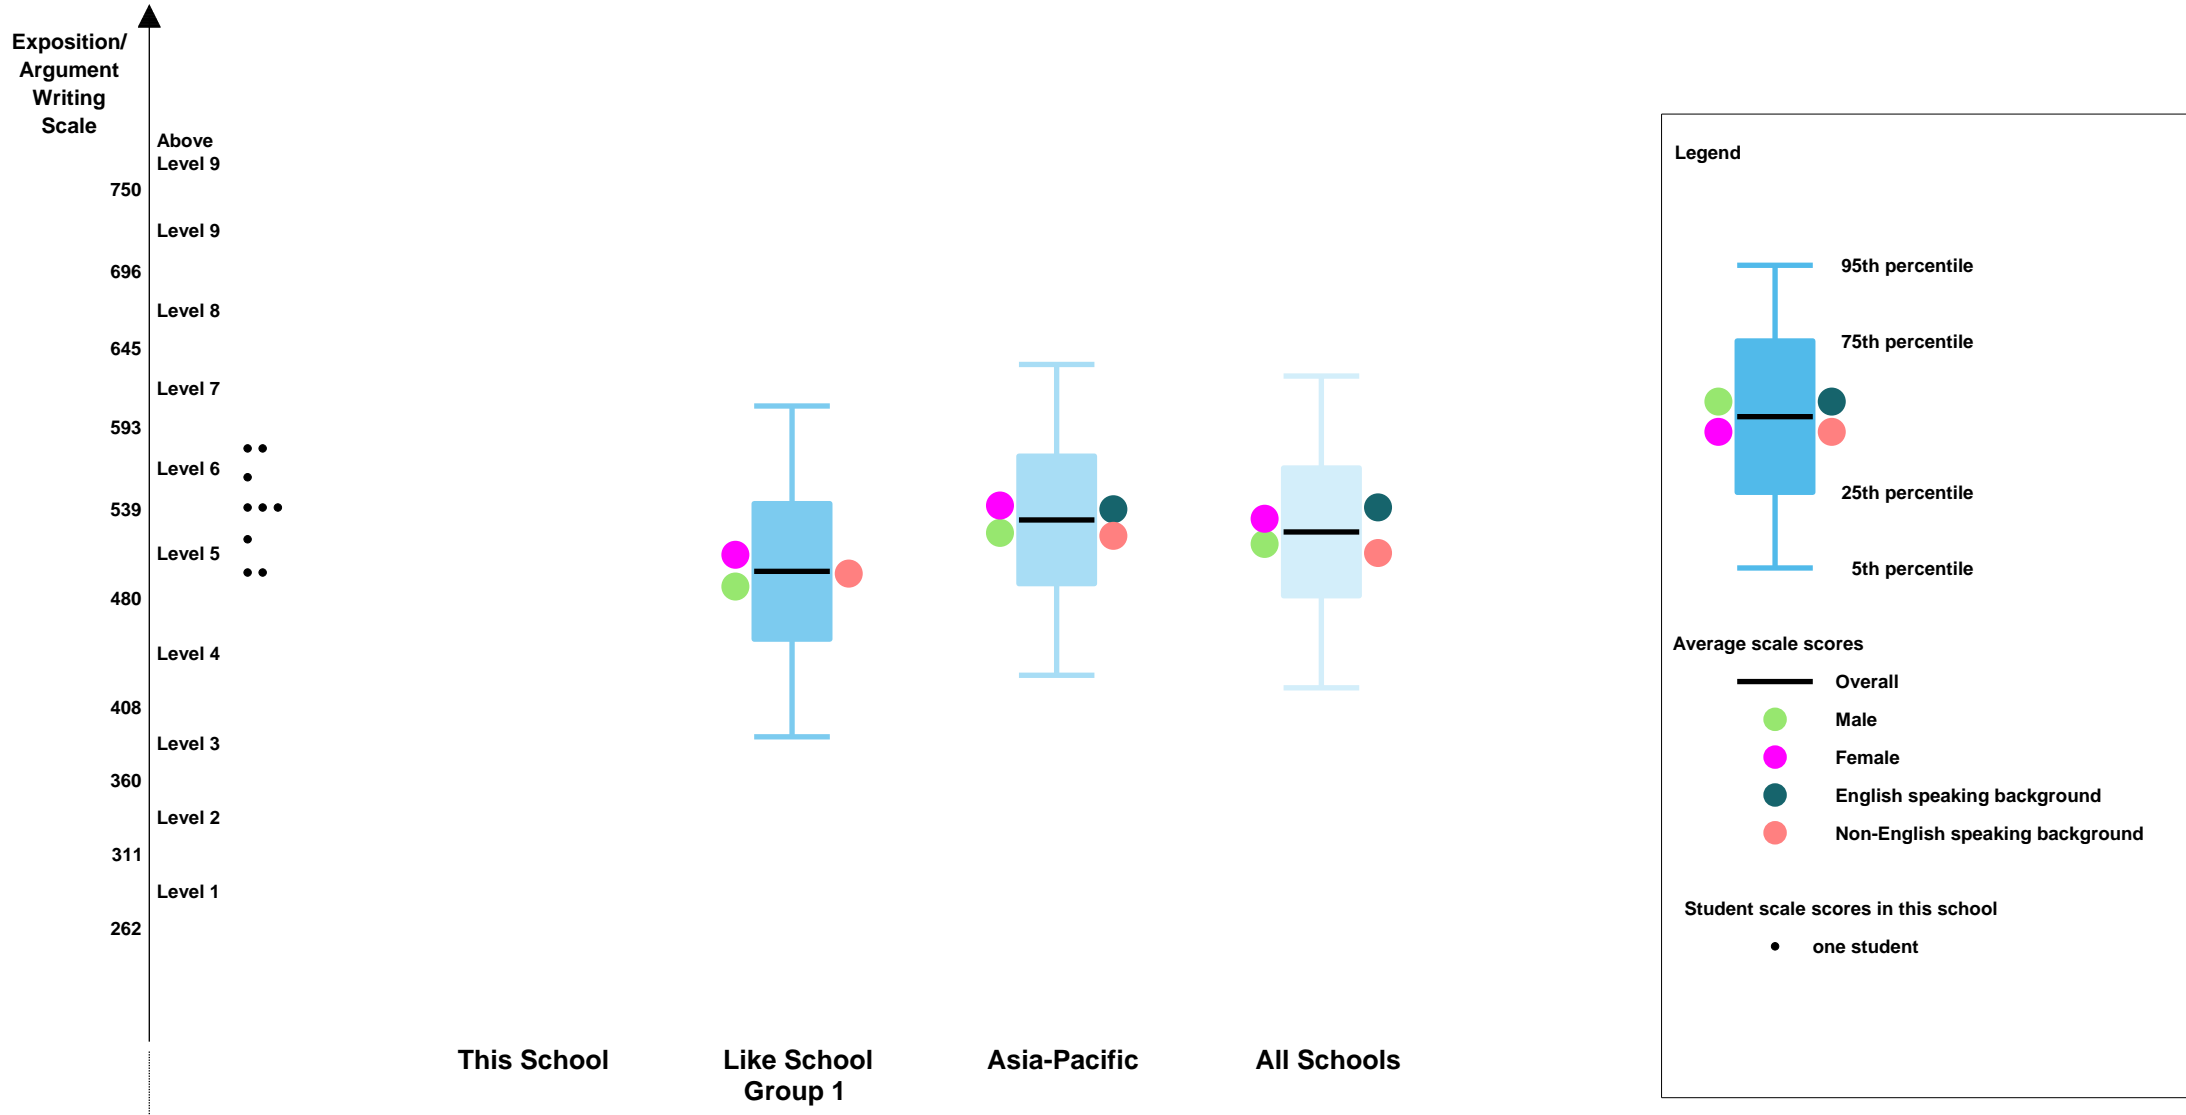 Exposition/
Argument
Writing
Scale
Above
Level 9
750
Level 9
696
Level 8
645
Level 7
593
Level 6
539
Level 5
480
Level 4
408
Level 3
360
Level 2
311
Level 1
262
This School
Like School
Group 1
Asia-Pacific
All Schools
Legend
95th percentile
75th percentile
25th percentile
5th percentile
Average scale scores
Overall
Male
Female
English speaking background
Non-English speaking background
Student scale scores in this school
one student